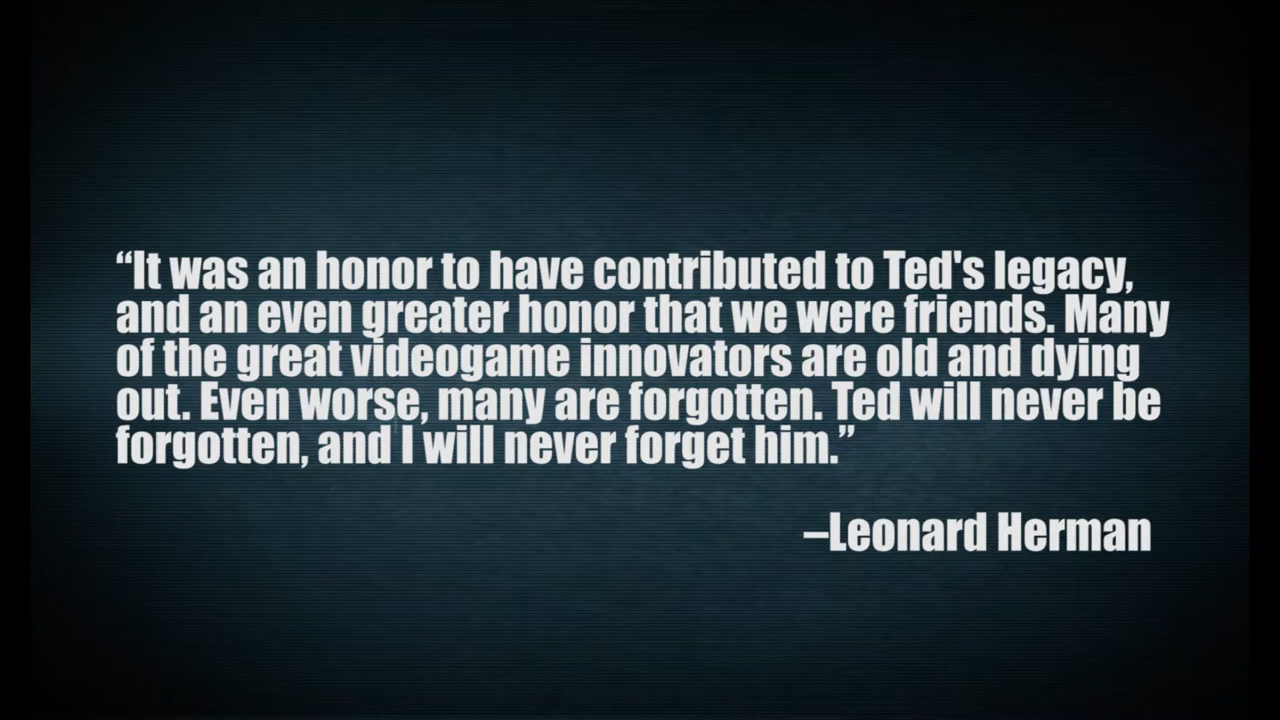 “It was an honor to have contributed to Ted's legacy,
and an even greater honor that we were friends. Many
of the great videogame innovators are old and dying
out. Even worse, many are forgotten. Ted will never be
forgotten, and I will never forget him.”
–Leonard Herman